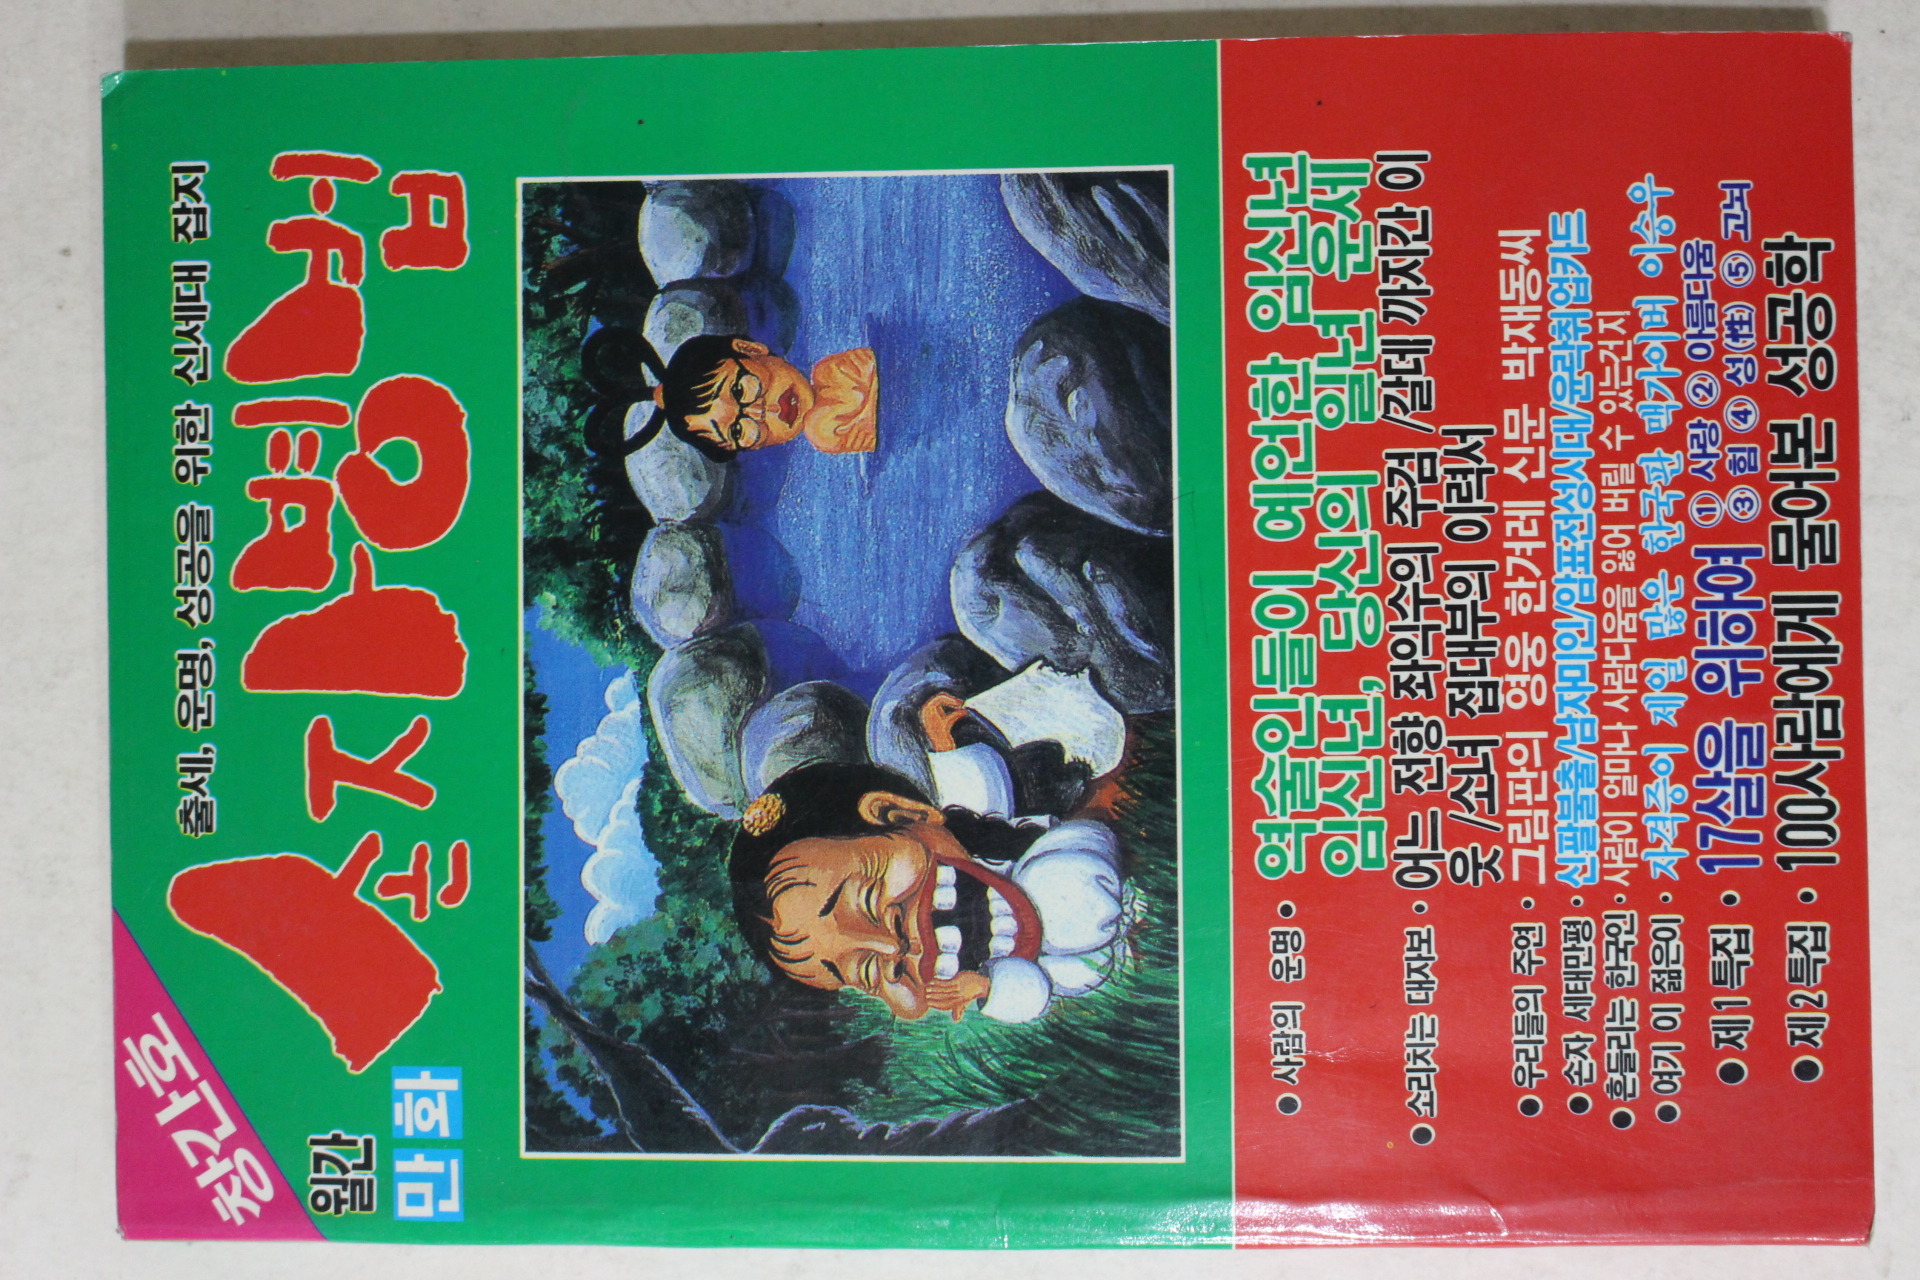 창간호
출세, 운명, 성공을 위한 신세대 잡지
월간
만화
손자병법
● 사람의 운명 • 역술인들이 예언한 임신년
임신년, 당신의 일년 운세
● 소리치는 대자보 • 어느 전향 좌익수의 주검 /갈데 까지간 이
웃 /소녀 접대부의 이력서
● 우리들의 주연 • 그림판의 영웅 한겨레 신문 박재동씨
● 손자 세태만평 • 신팔불출/남자미인/암표전성시대/윤락취업카드
● 흔들리는 한국인 • 사람이 얼마나 사람다움을 잃어 버릴 수 있는건지
● 여기 이 젊은이 • 자격증이 제일 많은 한국판 맥가이버 이승우
● 제1특집 • 17살을 위하여 ① 사랑 ② 아름다움
③ 힘 ④ 성(性) ⑤ 고뇌
● 제2특집 • 100사람에게 물어본 성공학